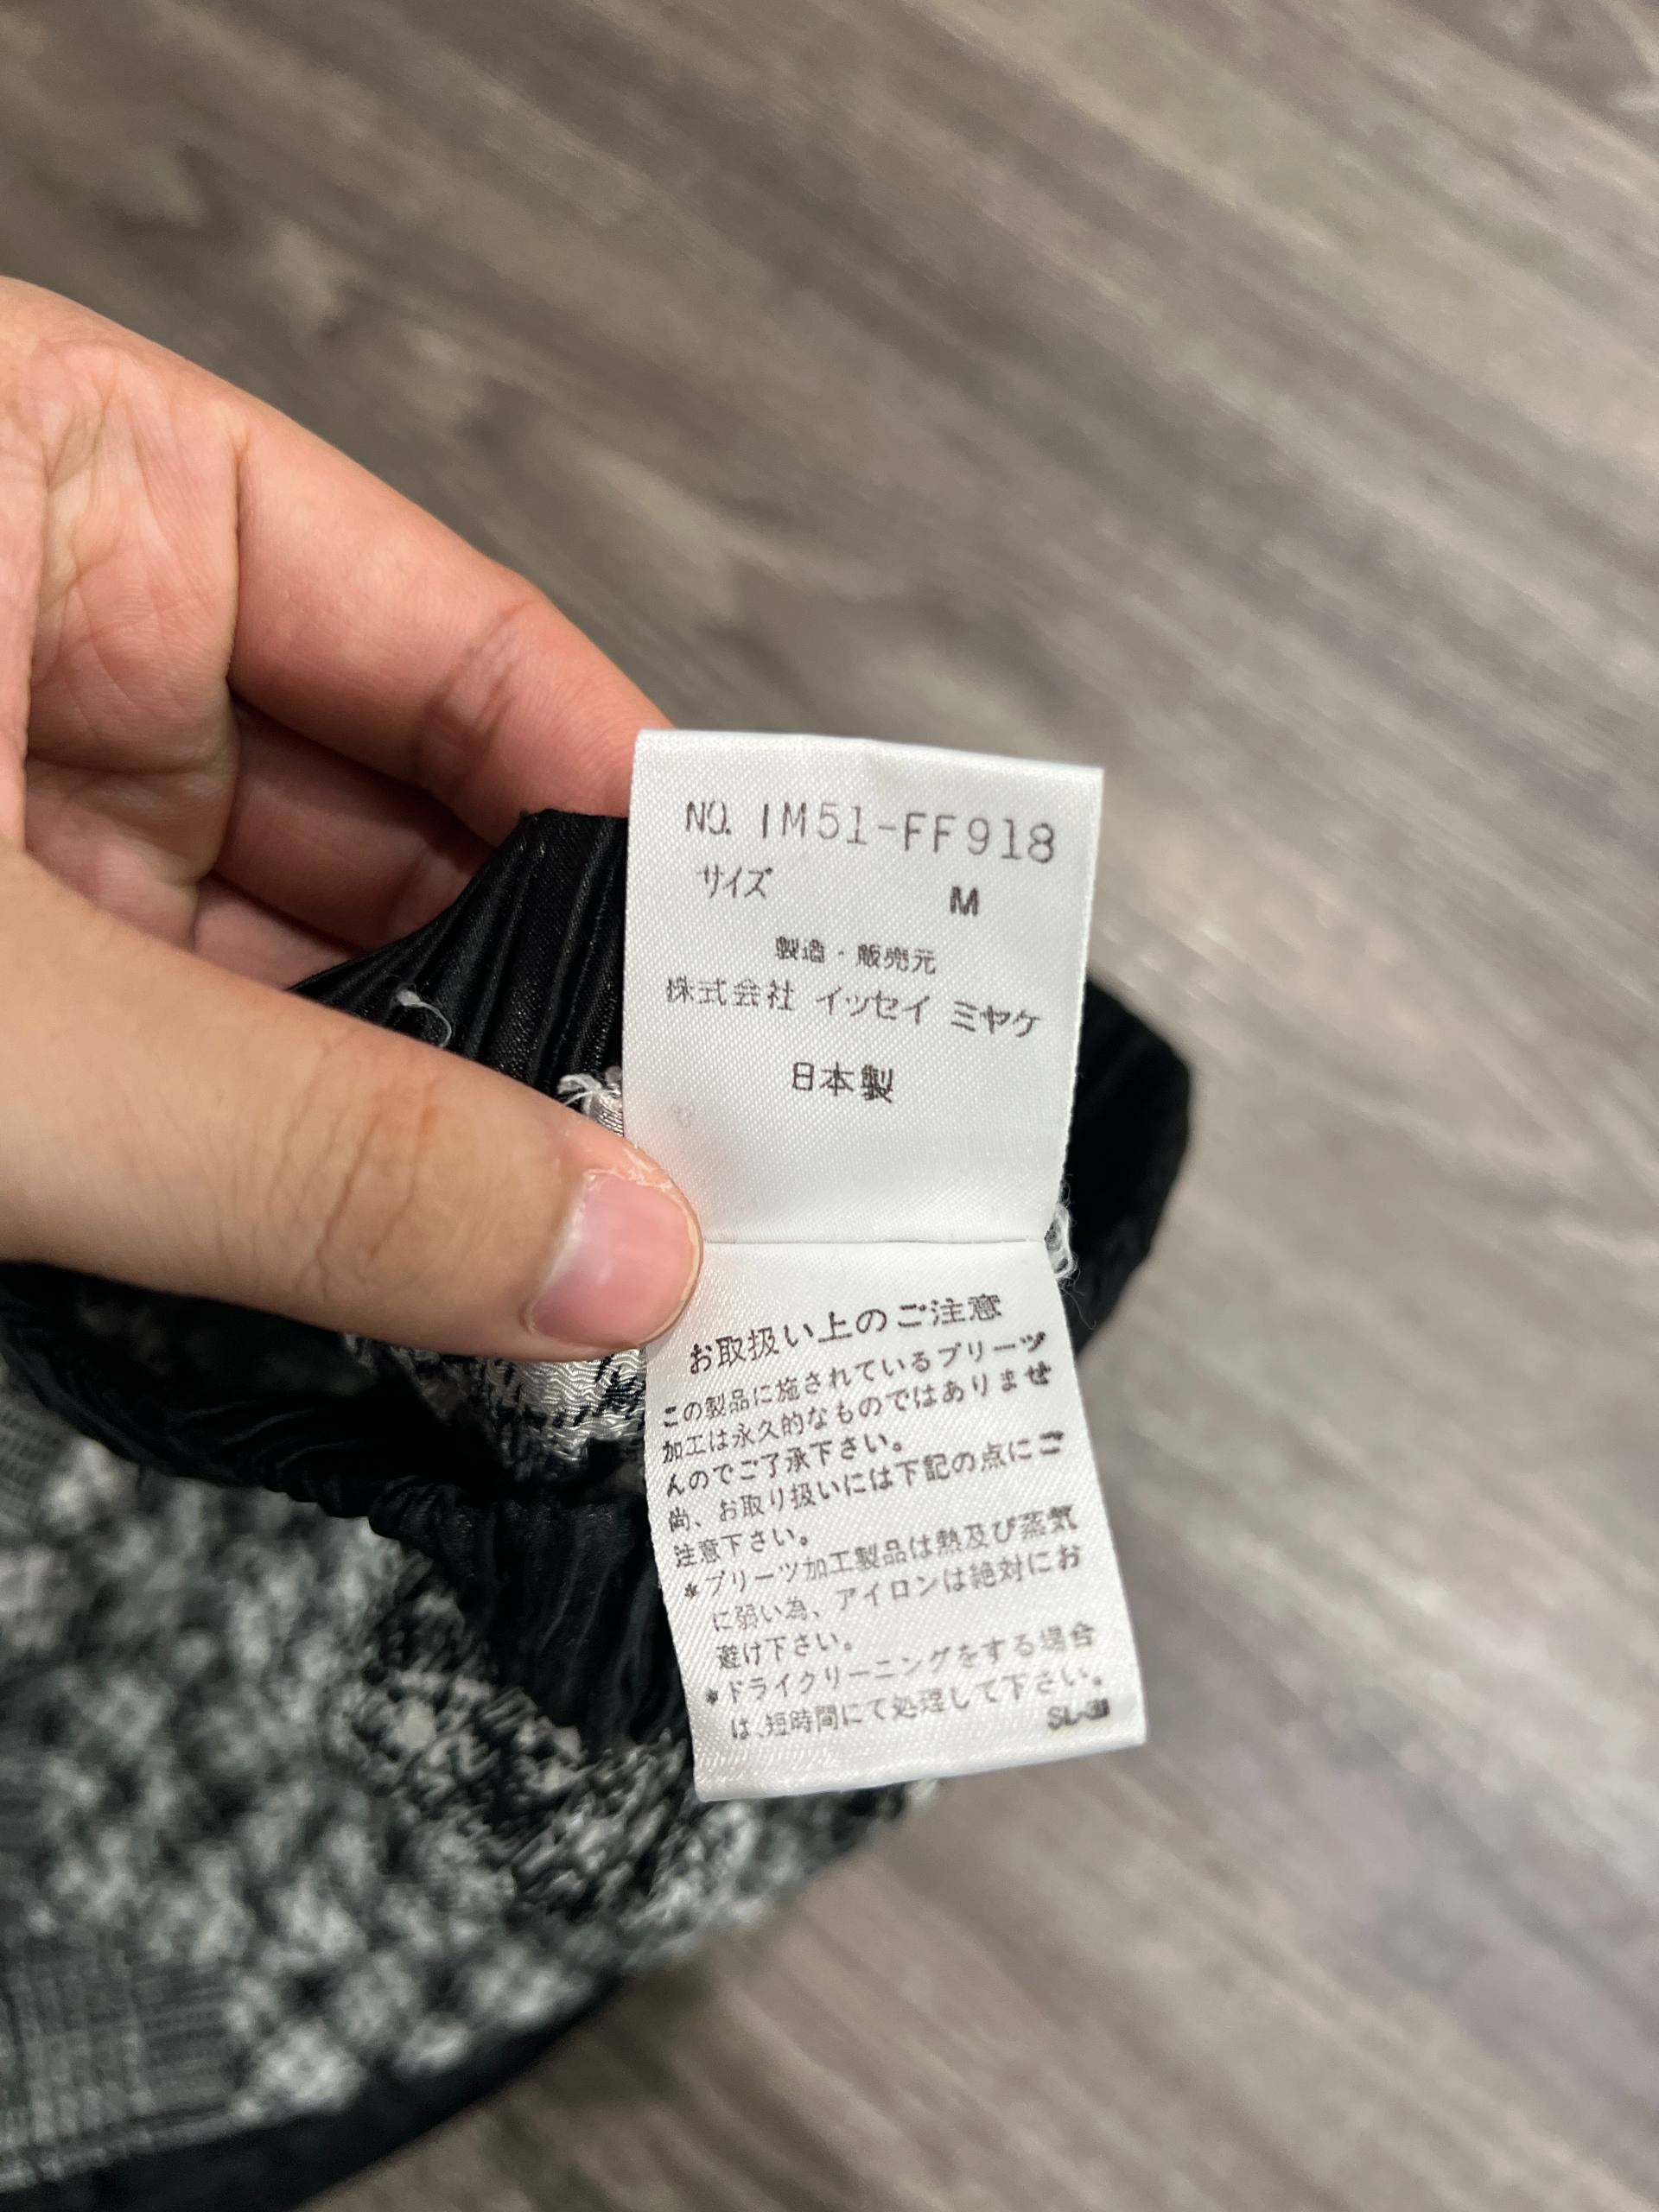 NO. IM51-FF918
サイズ M
製造・販売元
株式会社 イッセイ ミヤケ
日本製
お取扱い上のご注意
この製品に施されているプリーツ
加工は永久的なものではありませ
んのでご了承下さい。
尚、お取り扱いには下記の点にご
注意下さい。
*プリーツ加工製品は熱及び蒸気
に弱い為、アイロンは絶対にお
避け下さい。
*ドライクリーニングをする場合
は、短時間にて処理して下さい。